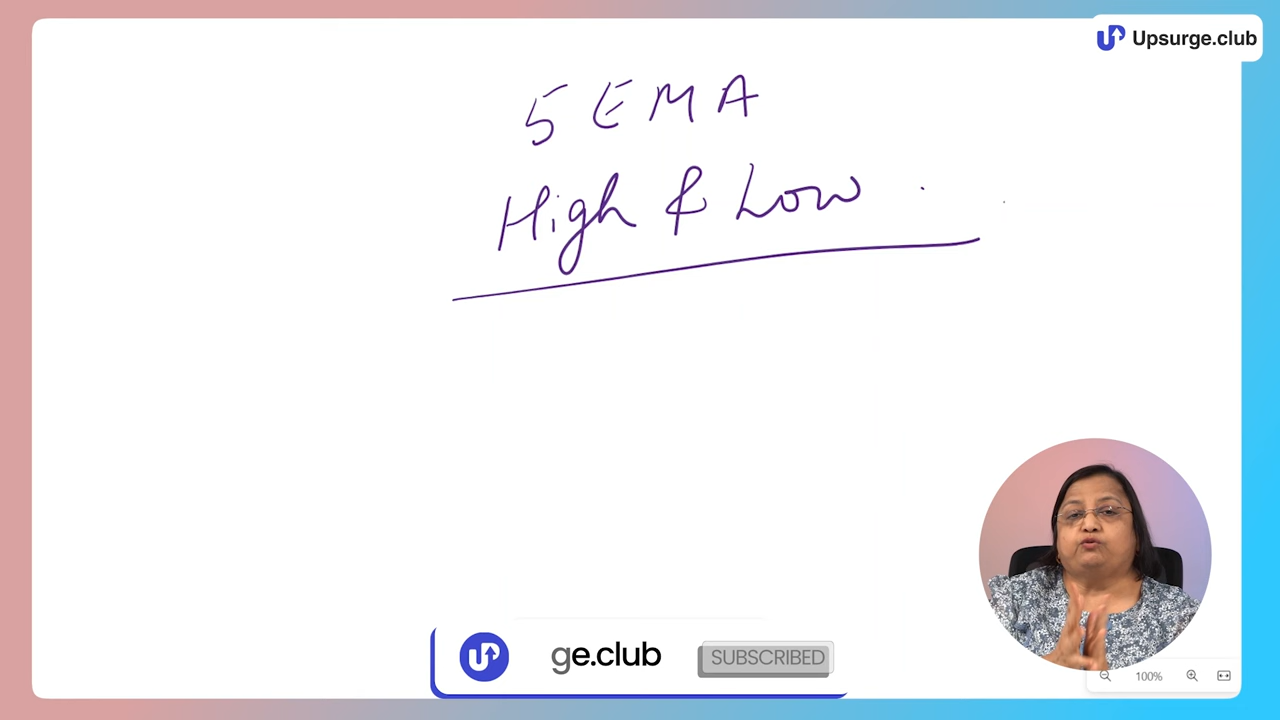 Upsurge.club
5 EMA
High & Low
ge.club
SUBSCRIBED
100%